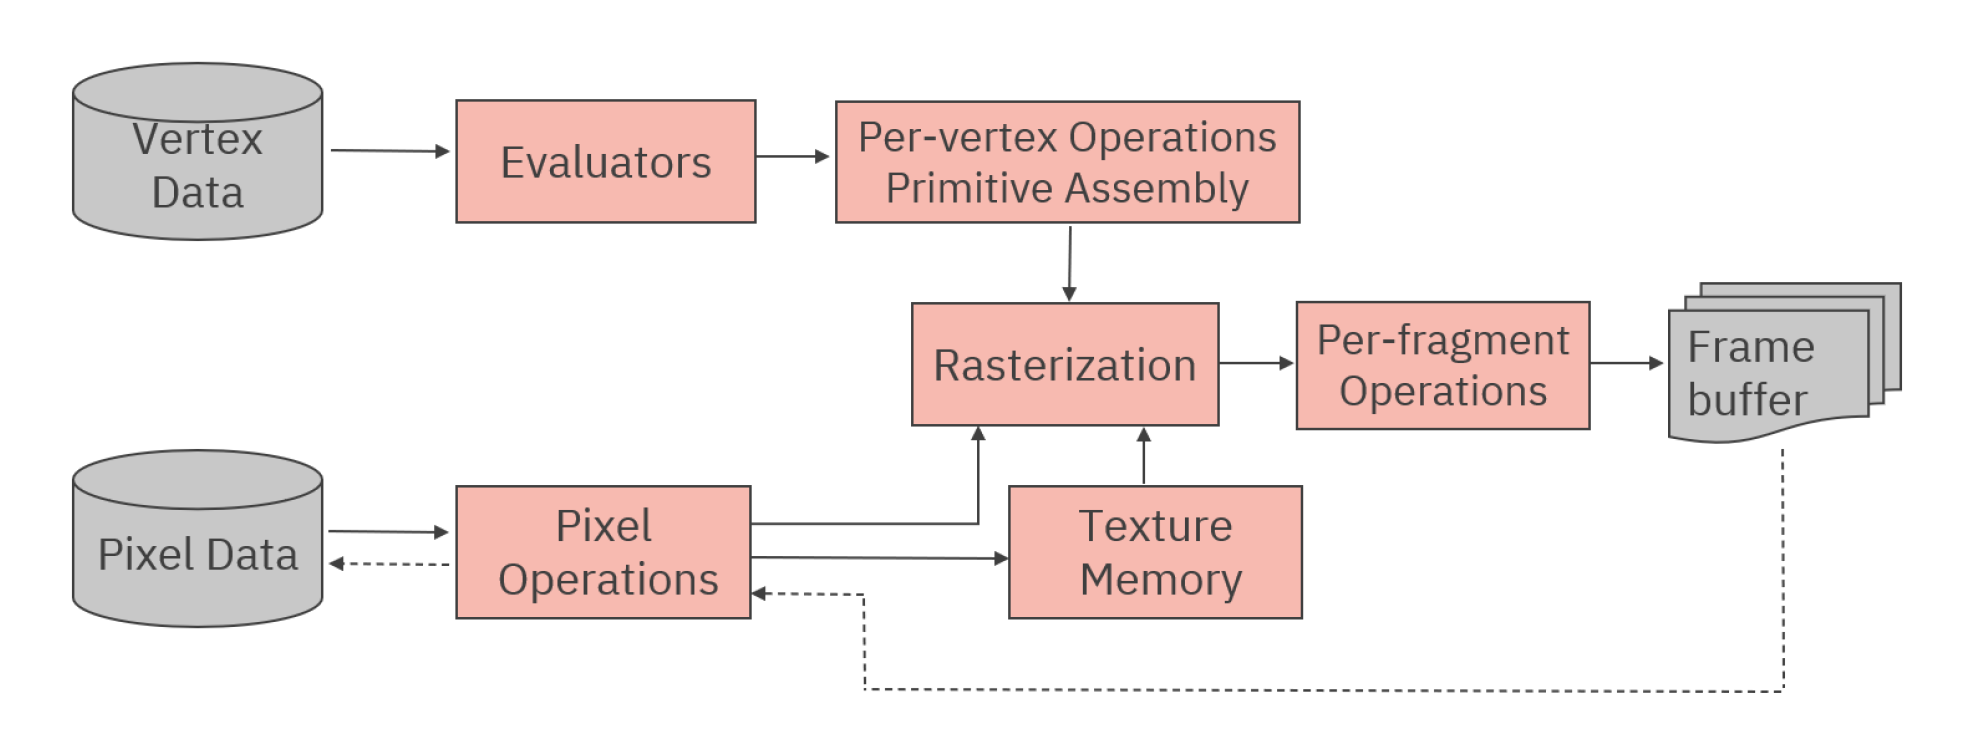 Vertex
Data
Evaluators
Per-vertex Operations
Primitive Assembly
Rasterization
Per-fragment
Operations
Frame
buffer
Pixel Data
Pixel
Operations
Texture
Memory